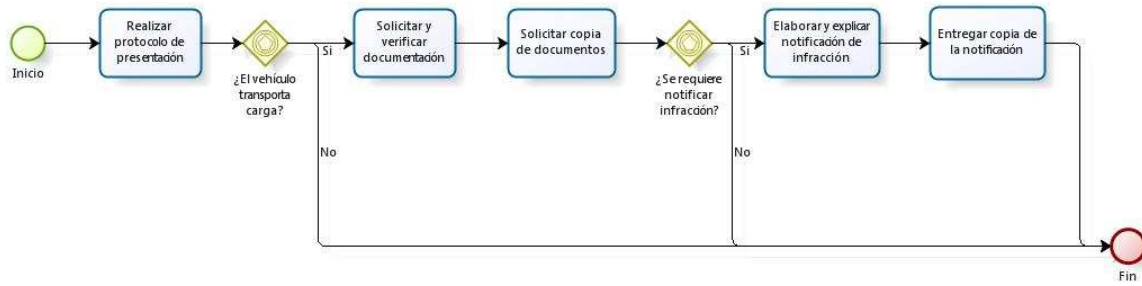 Inicio
Realizar
protocolo de
presentación
¿El vehículo
transporta
carga?
Si
No
Solicitar y
verificar
documentación
Solicitar copia
de documentos
¿Se requiere
notificar
infracción?
Si
No
Elaborar y explicar
notificación de
infracción
Entregar copia de
la notificación
Fin